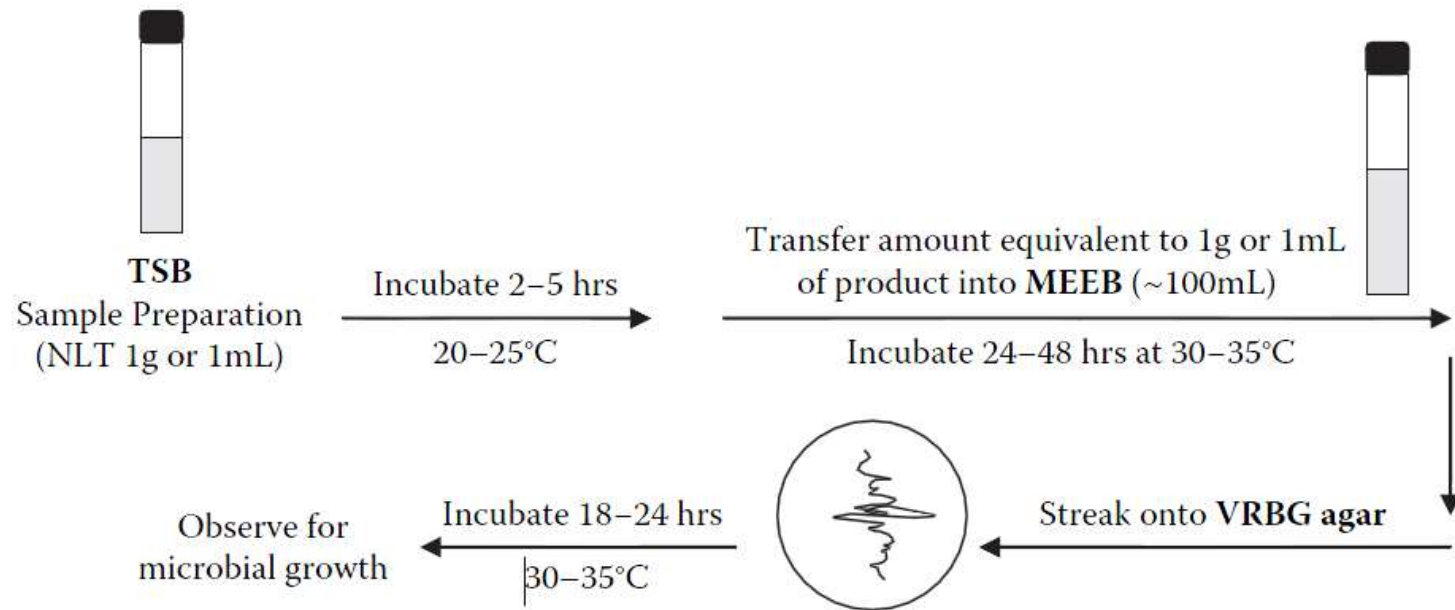 TSB
Sample Preparation
(NLT 1g or 1mL)
Incubate 2–5 hrs
20–25°C
Transfer amount equivalent to 1g or 1mL
of product into MEEB (~100mL)
Incubate 24–48 hrs at 30–35°C
Streak onto VRBG agar
Incubate 18–24 hrs
30–35°C
Observe for
microbial growth